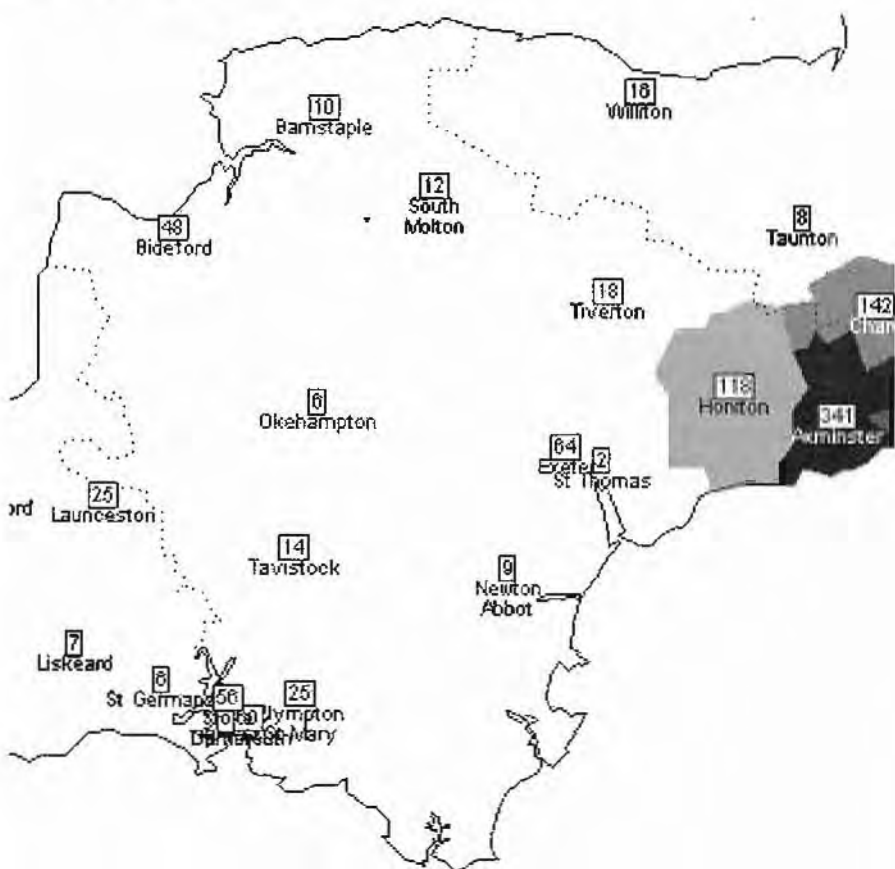 10
Barnstaple
16
Williton
12
South
Molton
8
Taunton
48
Bideford
18
Tiverton
142
118
Honiton
341
Axminster
6
Okehampton
64
Exeter
2
St Thomas
25
Launceston
14
Tavistock
9
Newton
Abbot
7
Liskeard
6
St Germans
56
25
St Mary